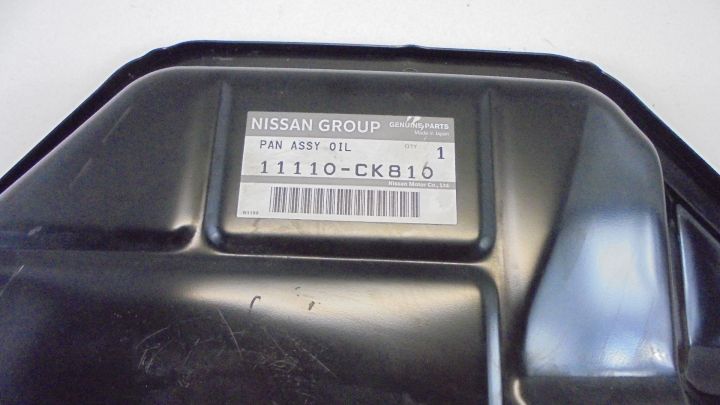 NISSAN GROUP GENUINE PARTS
Made in Japan
PAN ASSY OIL QTY 1
11110-CK810
Nissan Motor Co., Ltd.